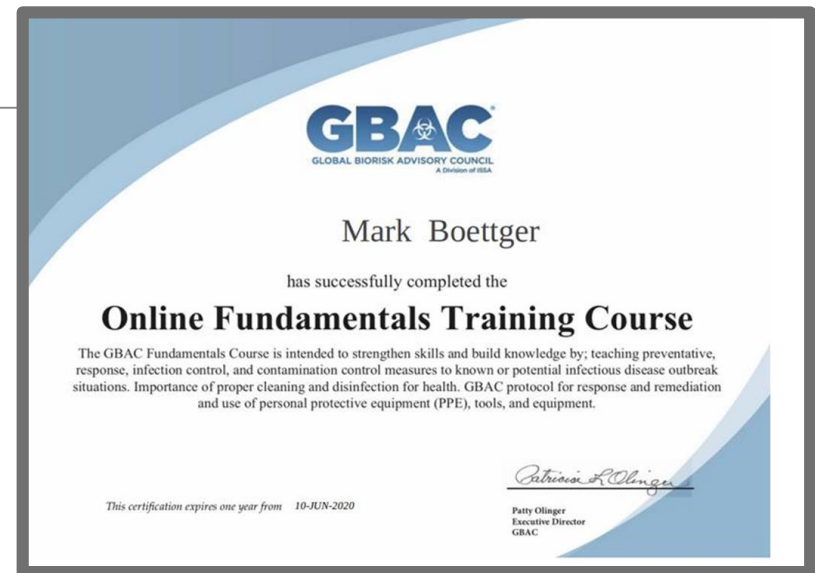 GBAC
GLOBAL BIORISK ADVISORY COUNCIL
A Division of ISSA
Mark Boettger
has successfully completed the
Online Fundamentals Training Course
The GBAC Fundamentals Course is intended to strengthen skills and build knowledge by; teaching preventative,
response, infection control, and contamination control measures to known or potential infectious disease outbreak
situations. Importance of proper cleaning and disinfection for health. GBAC protocol for response and remediation
and use of personal protective equipment (PPE), tools, and equipment.
Patricia L Olinger
This certification expires one year from 10-JUN-2020
Patty Olinger
Executive Director
GBAC